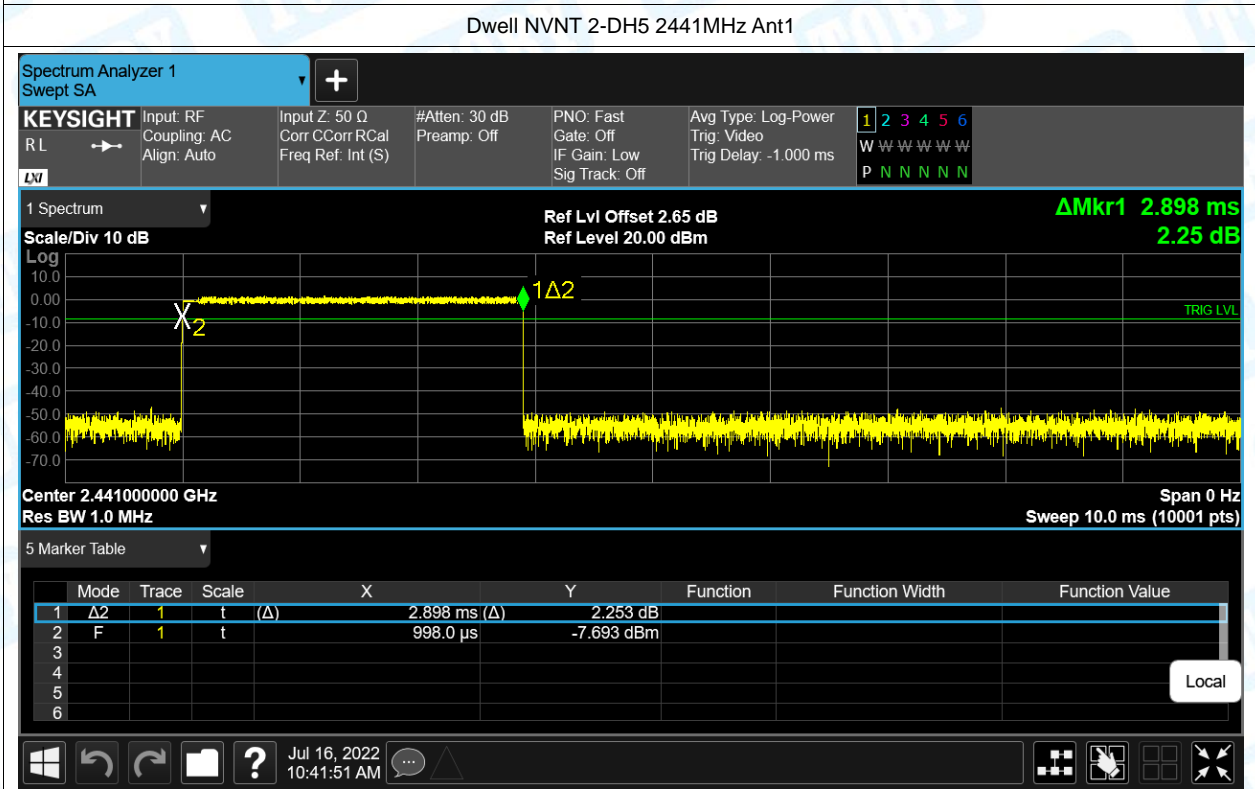 Dwell NVNT 2-DH5 2441MHz Ant1
Spectrum Analyzer 1
Swept SA
KEYSIGHT Input: RF Input Z: 50 Ω #Atten: 30 dB PNO: Fast Avg Type: Log-Power 1 2 3 4 5 6
RL Coupling: AC Corr CCorr RCal Preamp: Off Gate: Off Trig: Video W W W W W W
Align: Auto Freq Ref: Int (S) IF Gain: Low Trig Delay: -1.000 ms
LXI Sig Track: Off P N N N N N
1 Spectrum Ref Lvl Offset 2.65 dB ΔMkr1 2.898 ms
Scale/Div 10 dB Ref Level 20.00 dBm 2.25 dB
Log
10.0
1Δ2
0.00
TRIG LVL
-10.0
2
-20.0
-30.0
-40.0
-50.0
-60.0
-70.0
Center 2.441000000 GHz Span 0 Hz
Res BW 1.0 MHz Sweep 10.0 ms (10001 pts)
5 Marker Table
Mode Trace Scale X Y Function Function Width Function Value
1 Δ2 1 t (Δ) 2.898 ms (Δ) 2.253 dB
2 F 1 t 998.0 μs -7.693 dBm
3
4
5
6
Local
?
Jul 16, 2022
10:41:51 AM